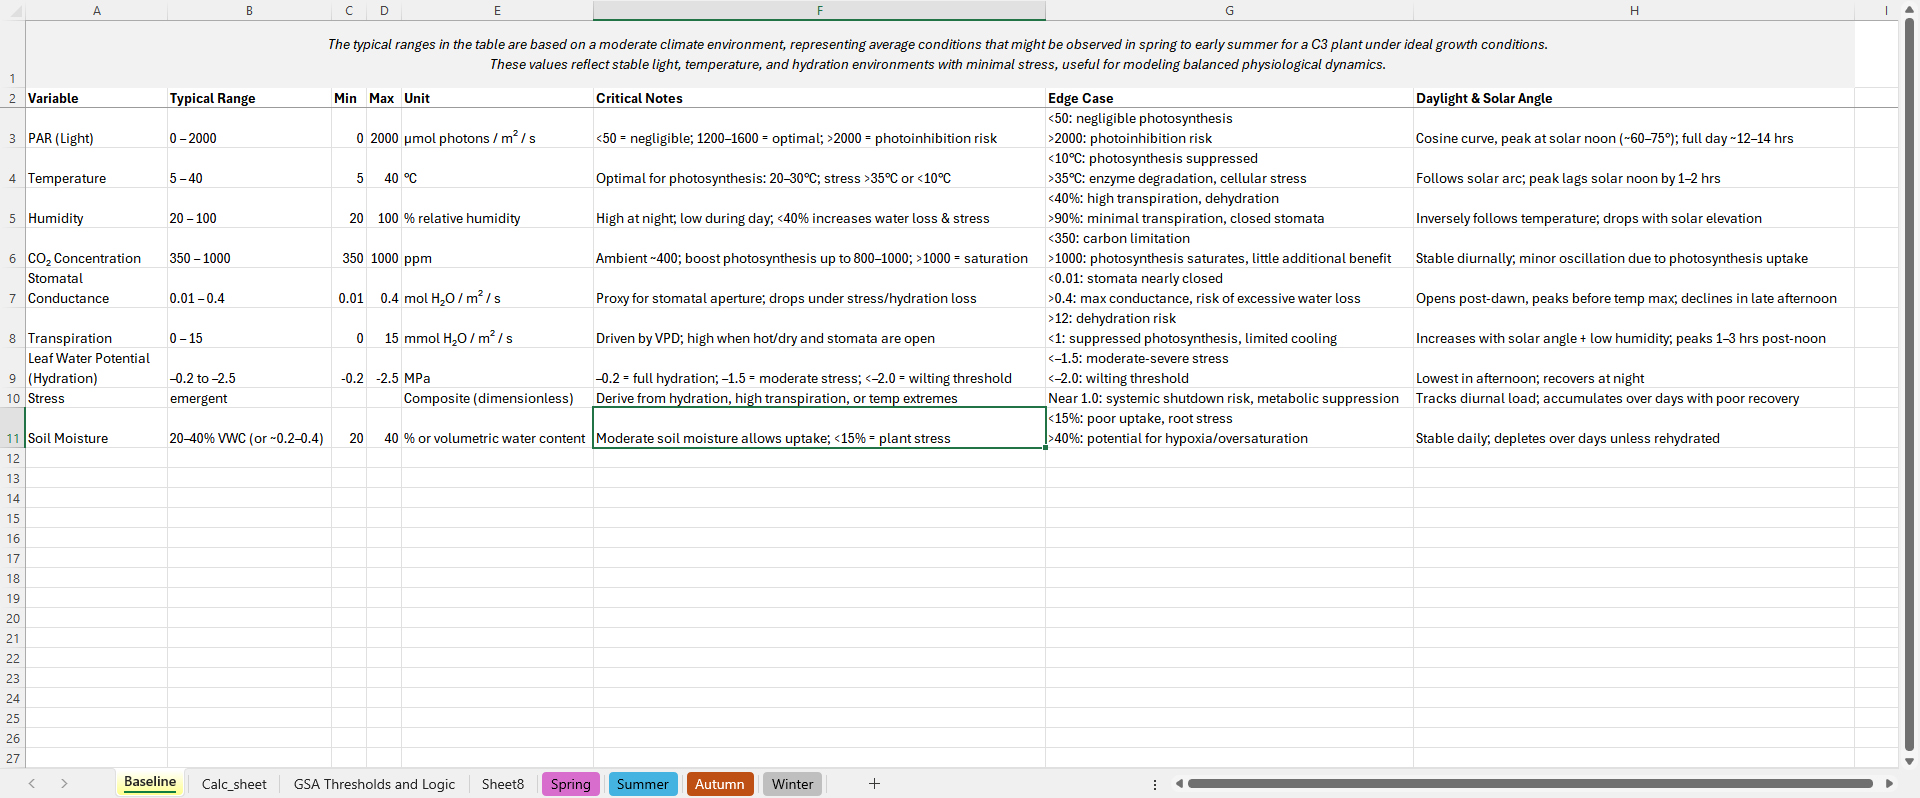 A B C D E F G H I
1 The typical ranges in the table are based on a moderate climate environment, representing average conditions that might be observed in spring to early summer for a C3 plant under ideal growth conditions.
These values reflect stable light, temperature, and hydration environments with minimal stress, useful for modeling balanced physiological dynamics.
2 Variable Typical Range Min Max Unit Critical Notes Edge Case Daylight & Solar Angle
<50: negligible photosynthesis
3 PAR (Light) 0 – 2000 0 2000 µmol photons / m² / s <50 = negligible; 1200–1600 = optimal; >2000 = photoinhibition risk >2000: photoinhibition risk Cosine curve, peak at solar noon (~60–75°); full day ~12–14 hrs
<10°C: photosynthesis suppressed
4 Temperature 5 – 40 5 40 °C Optimal for photosynthesis: 20–30°C; stress >35°C or <10°C >35°C: enzyme degradation, cellular stress Follows solar arc; peak lags solar noon by 1–2 hrs
<40%: high transpiration, dehydration
5 Humidity 20 – 100 20 100 % relative humidity High at night; low during day; <40% increases water loss & stress >90%: minimal transpiration, closed stomata Inversely follows temperature; drops with solar elevation
<350: carbon limitation
6 CO₂ Concentration 350 – 1000 350 1000 ppm Ambient ~400; boost photosynthesis up to 800–1000; >1000 = saturation >1000: photosynthesis saturates, little additional benefit Stable diurnally; minor oscillation due to photosynthesis uptake
Stomatal <0.01: stomata nearly closed
7 Conductance 0.01 – 0.4 0.01 0.4 mol H₂O / m² / s Proxy for stomatal aperture; drops under stress/hydration loss >0.4: max conductance, risk of excessive water loss Opens post-dawn, peaks before temp max; declines in late afternoon
>12: dehydration risk
8 Transpiration 0 – 15 0 15 mmol H₂O / m² / s Driven by VPD; high when hot/dry and stomata are open <1: suppressed photosynthesis, limited cooling Increases with solar angle + low humidity; peaks 1–3 hrs post-noon
Leaf Water Potential <–1.5: moderate-severe stress
9 (Hydration) –0.2 to –2.5 -0.2 -2.5 MPa –0.2 = full hydration; –1.5 = moderate stress; <–2.0 = wilting threshold <–2.0: wilting threshold Lowest in afternoon; recovers at night
10 Stress emergent Composite (dimensionless) Derive from hydration, high transpiration, or temp extremes Near 1.0: systemic shutdown risk, metabolic suppression Tracks diurnal load; accumulates over days with poor recovery
<15%: poor uptake, root stress
11 Soil Moisture 20–40% VWC (or ~0.2–0.4) 20 40 % or volumetric water content Moderate soil moisture allows uptake; <15% = plant stress >40%: potential for hypoxia/oversaturation Stable daily; depletes over days unless rehydrated
12
13
14
15
16
17
18
19
20
21
22
23
24
25
26
27
Baseline Calc_sheet GSA Thresholds and Logic Sheet8 Spring Summer Autumn Winter +